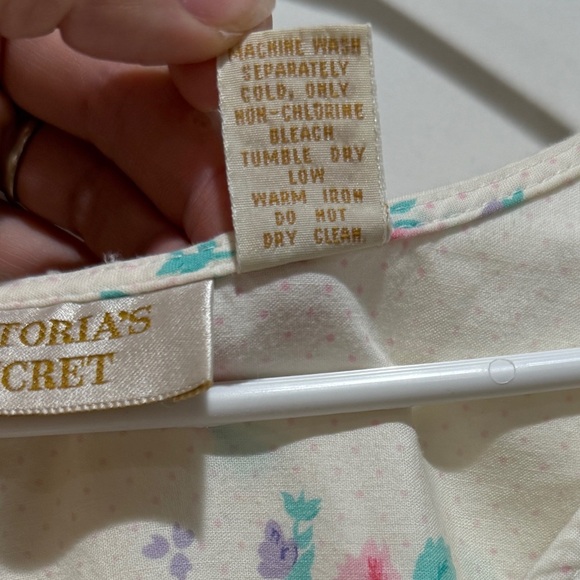 MACHINE WASH
SEPARATELY
COLD, ONLY
NON-CHLORINE
BLEACH
TUMBLE DRY
LOW
WARM IRON
DO NOT
DRY CLEAN.
TORIA'S
CRET